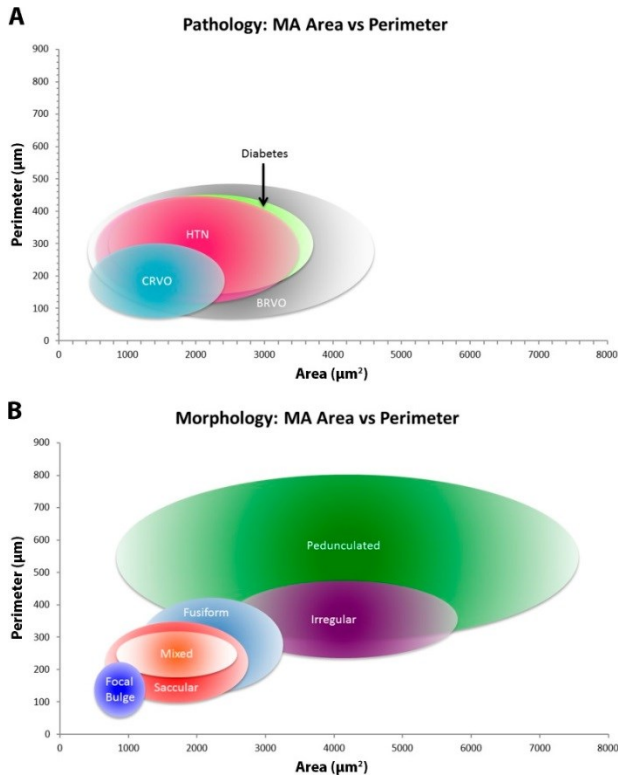 A
Pathology: MA Area vs Perimeter
900
800
700
600
500
400
300
200
100
0
Perimeter (µm)
Diabetes
HTN
CRVO
BRVO
0 1000 2000 3000 4000 5000 6000 7000 8000
Area (µm²)
B
Morphology: MA Area vs Perimeter
900
800
700
600
500
400
300
200
100
0
Perimeter (µm)
Pedunculated
Fusiform
Irregular
Mixed
Focal
Bulge
Saccular
0 1000 2000 3000 4000 5000 6000 7000 8000
Area (µm²)